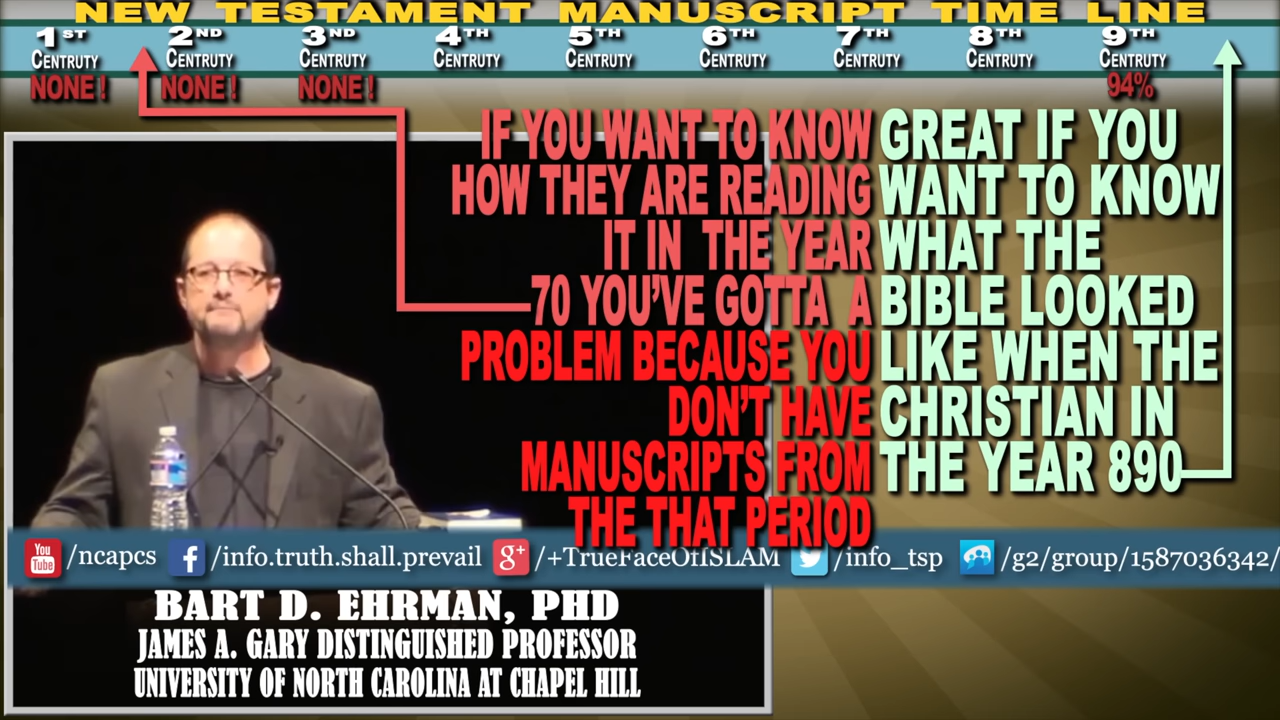 NEW TESTAMENT MANUSCRIPT TIME LINE
1ST 2ND 3ND 4TH 5TH 6TH 7TH 8TH 9TH
CENTRUTY CENTRUTY CENTRUTY CENTRUTY CENTRUTY CENTRUTY CENTRUTY CENTRUTY CENTRUTY
NONE! NONE! NONE! 94%
IF YOU WANT TO KNOW
HOW THEY ARE READING
IT IN THE YEAR
70 YOU'VE GOTTA A
PROBLEM BECAUSE YOU
DON'T HAVE
MANUSCRIPTS FROM
THE THAT PERIOD
GREAT IF YOU
WANT TO KNOW
WHAT THE
BIBLE LOOKED
LIKE WHEN THE
CHRISTIAN IN
THE YEAR 890
You Tube /ncapcs f /info.truth.shall.prevail g+ /+TrueFaceOfISLAM /info_tsp /g2/group/1587036342/
BART D. EHRMAN, PHD
JAMES A. GARY DISTINGUISHED PROFESSOR
UNIVERSITY OF NORTH CAROLINA AT CHAPEL HILL